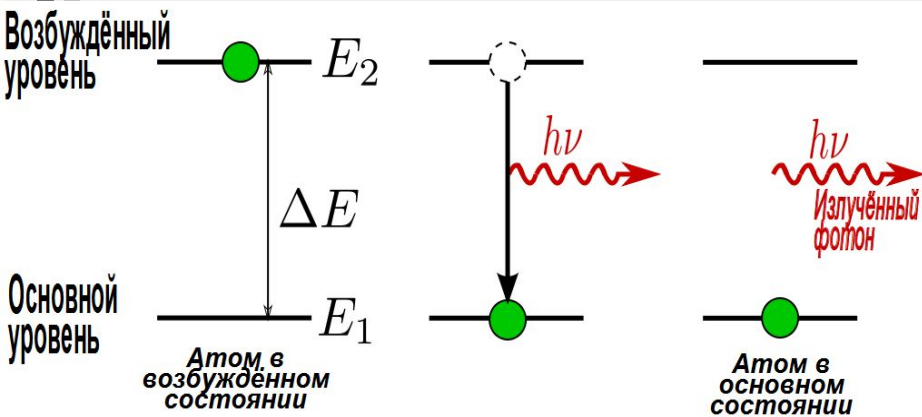 Возбуждённый
уровень
E₂
hν
hν
Излучённый
фотон
ΔE
Основной
уровень
E₁
Атом в
возбуждённом
состоянии
Атом в
основном
состоянии